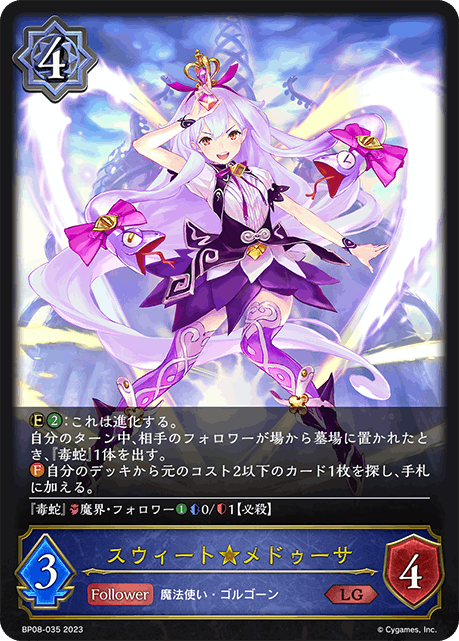 4
E 2:これは進化する。
自分のターン中、相手のフォロワーが場から墓場に置かれたと
き、『毒蛇』1体を出す。
F 自分のデッキから元のコスト2以下のカード1枚を探し、手札
に加える。
『毒蛇』魔界・フォロワー 1 0/1【必殺】
スウィート★メドゥーサ
3
Follower 魔法使い・ゴルゴーン LG
4
BP08-035 2023 © Cygames, Inc.